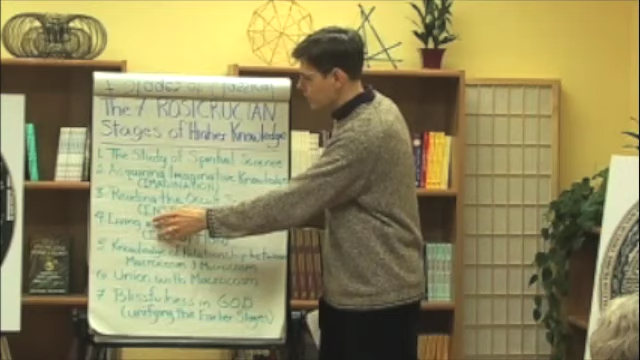 The 7 ROSICRUCIAN
Stages of Higher Knowledge
1. The Study of Spiritual Science
2. Acquiring Imaginative Knowledge
(IMAGINATION)
3. Reading the Occult
4. Living
5. Knowledge of Relationship between
Macrocosm & Microcosm
6. Union with Macrocosm
7. Blissfulness in GOD
(unifying the Earlier Stages)